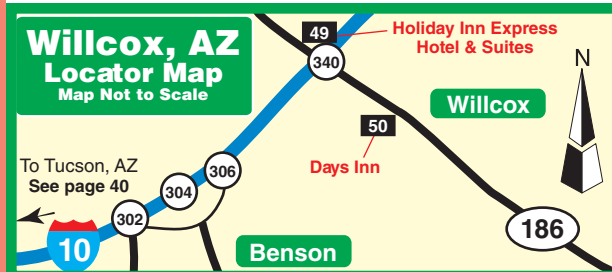 Willcox, AZ
Locator Map
Map Not to Scale
49
Holiday Inn Express
Hotel & Suites
340
N
Willcox
50
Days Inn
To Tucson, AZ
See page 40
306
304
302
10
Benson
186